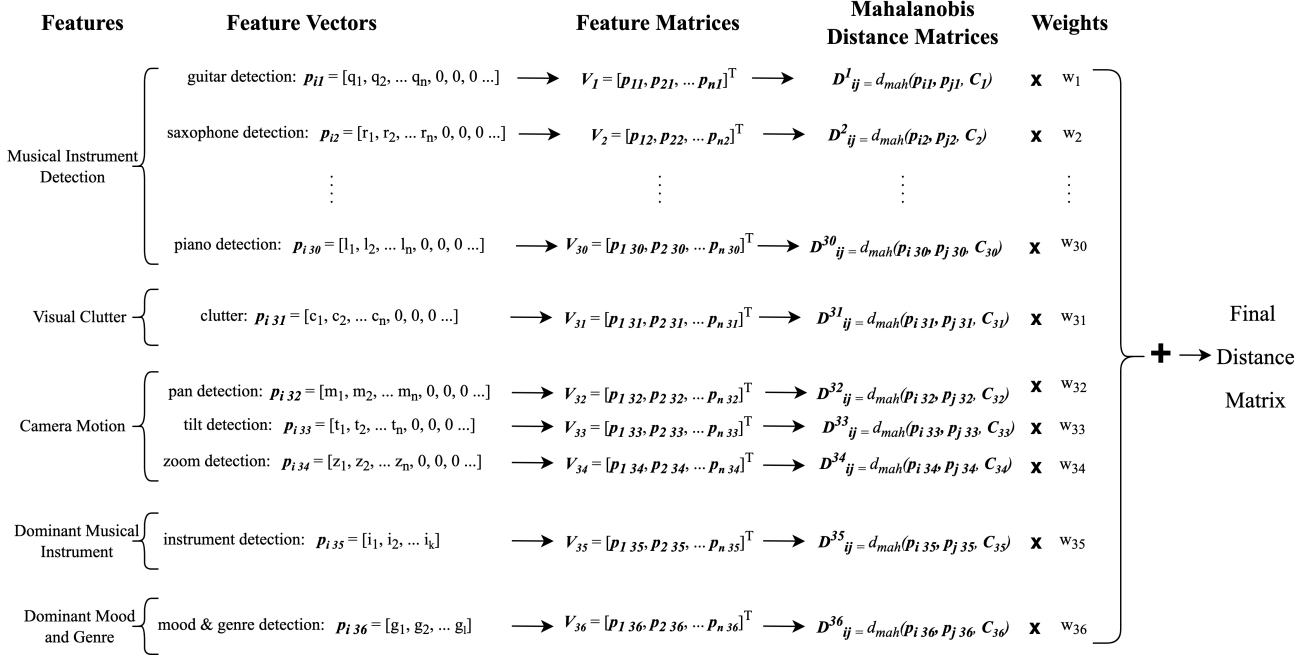 Features Feature Vectors Feature Matrices Mahalanobis Distance Matrices Weights
guitar detection: p_i1 = [q_1, q_2, ... q_n, 0, 0, 0 ...] V_1 = [p_11, p_21, ... p_n1]^T D^1_ij = d_mah(p_i1, p_j1, C_1) x w_1
saxophone detection: p_i2 = [r_1, r_2, ... r_n, 0, 0, 0 ...] V_2 = [p_12, p_22, ... p_n2]^T D^2_ij = d_mah(p_i2, p_j2, C_2) x w_2
Musical Instrument
Detection
piano detection: p_i 30 = [l_1, l_2, ... l_n, 0, 0, 0 ...] V_30 = [p_1 30, p_2 30, ... p_n 30]^T D^30_ij = d_mah(p_i 30, p_j 30, C_30) x w_30
Visual Clutter clutter: p_i 31 = [c_1, c_2, ... c_n, 0, 0, 0 ...] V_31 = [p_1 31, p_2 31, ... p_n 31]^T D^31_ij = d_mah(p_i 31, p_j 31, C_31) x w_31
pan detection: p_i 32 = [m_1, m_2, ... m_n, 0, 0, 0 ...] V_32 = [p_1 32, p_2 32, ... p_n 32]^T D^32_ij = d_mah(p_i 32, p_j 32, C_32) x w_32
Camera Motion tilt detection: p_i 33 = [t_1, t_2, ... t_n, 0, 0, 0 ...] V_33 = [p_1 33, p_2 33, ... p_n 33]^T D^33_ij = d_mah(p_i 33, p_j 33, C_33) x w_33
zoom detection: p_i 34 = [z_1, z_2, ... z_n, 0, 0, 0 ...] V_34 = [p_1 34, p_2 34, ... p_n 34]^T D^34_ij = d_mah(p_i 34, p_j 34, C_34) x w_34
Dominant Musical
Instrument
instrument detection: p_i 35 = [i_1, i_2, ... i_k] V_35 = [p_1 35, p_2 35, ... p_n 35]^T D^35_ij = d_mah(p_i 35, p_j 35, C_35) x w_35
Dominant Mood
and Genre
mood & genre detection: p_i 36 = [g_1, g_2, ... g_l] V_36 = [p_1 36, p_2 36, ... p_n 36]^T D^36_ij = d_mah(p_i 36, p_j 36, C_36) x w_36
+
Final
Distance
Matrix